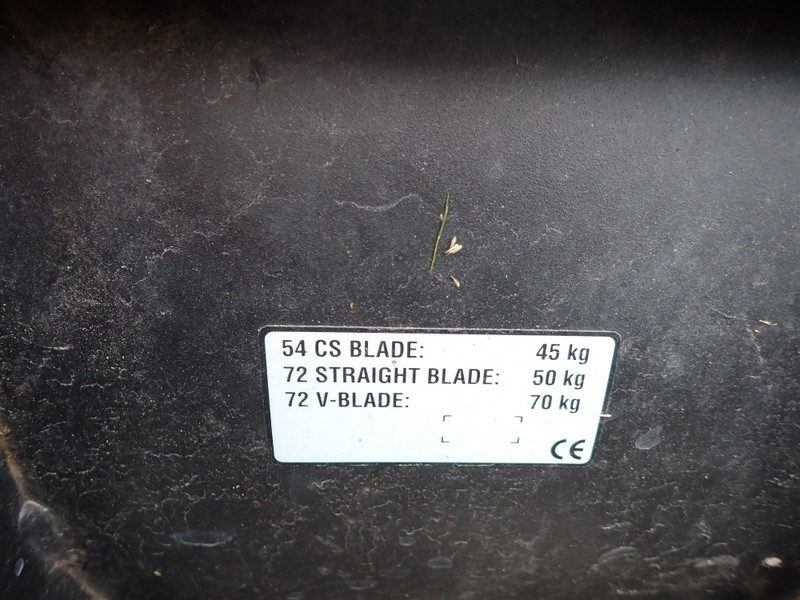 54 CS BLADE: 45 kg
72 STRAIGHT BLADE: 50 kg
72 V-BLADE: 70 kg
CE